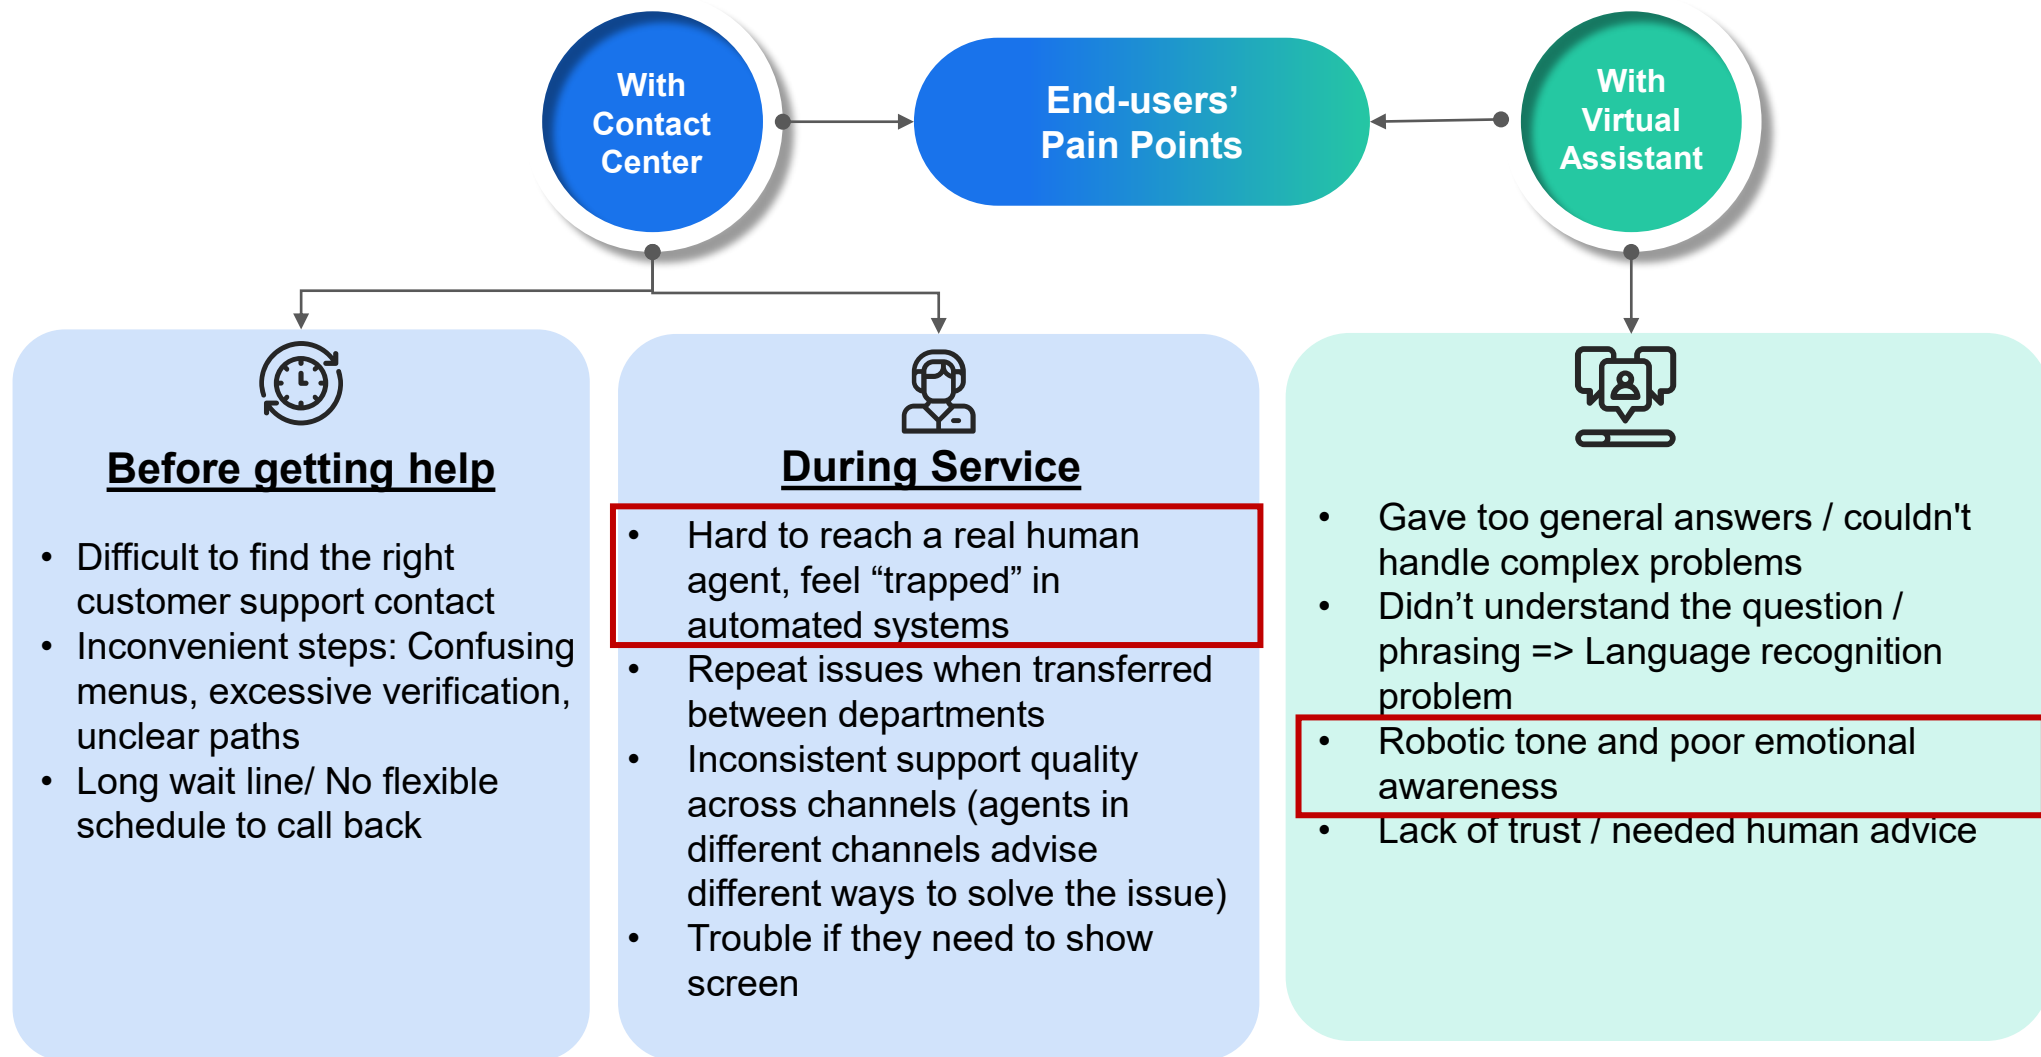 With
Contact
Center
End-users’
Pain Points
With
Virtual
Assistant
Before getting help
• Difficult to find the right
customer support contact
• Inconvenient steps: Confusing
menus, excessive verification,
unclear paths
• Long wait line/ No flexible
schedule to call back
During Service
• Hard to reach a real human
agent, feel “trapped” in
automated systems
• Repeat issues when transferred
between departments
• Inconsistent support quality
across channels (agents in
different channels advise
different ways to solve the issue)
• Trouble if they need to show
screen
• Gave too general answers / couldn't
handle complex problems
• Didn’t understand the question /
phrasing => Language recognition
problem
• Robotic tone and poor emotional
awareness
• Lack of trust / needed human advice